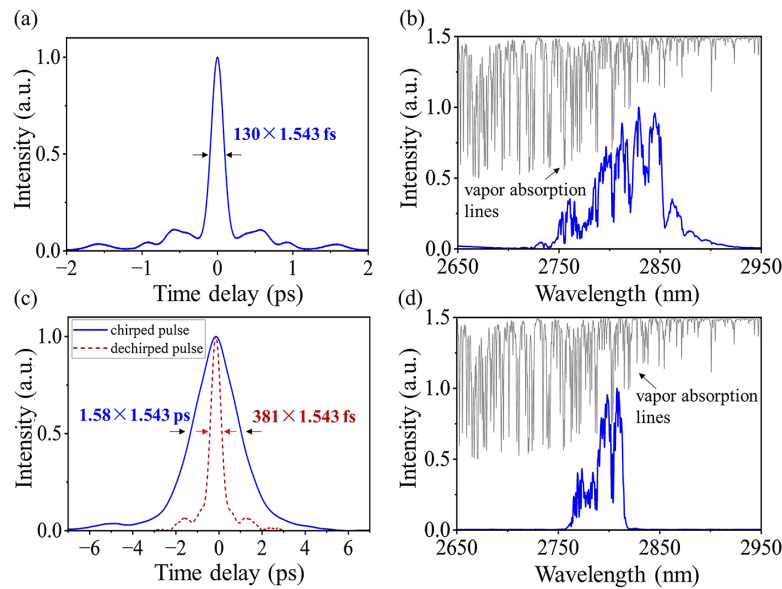 (a)
Intensity (a.u.)
1.0
0.5
0.0
130×1.543 fs
−2 −1 0 1 2
Time delay (ps)
(b)
Intensity (a.u.)
1.5
1.0
0.5
0.0
vapor absorption
lines
2650 2750 2850 2950
Wavelength (nm)
(c)
Intensity (a.u.)
1.0
0.5
0.0
chirped pulse
dechirped pulse
1.58×1.543 ps
381×1.543 fs
−6 −4 −2 0 2 4 6
Time delay (ps)
(d)
Intensity (a.u.)
1.5
1.0
0.5
0.0
vapor absorption
lines
2650 2750 2850 2950
Wavelength (nm)